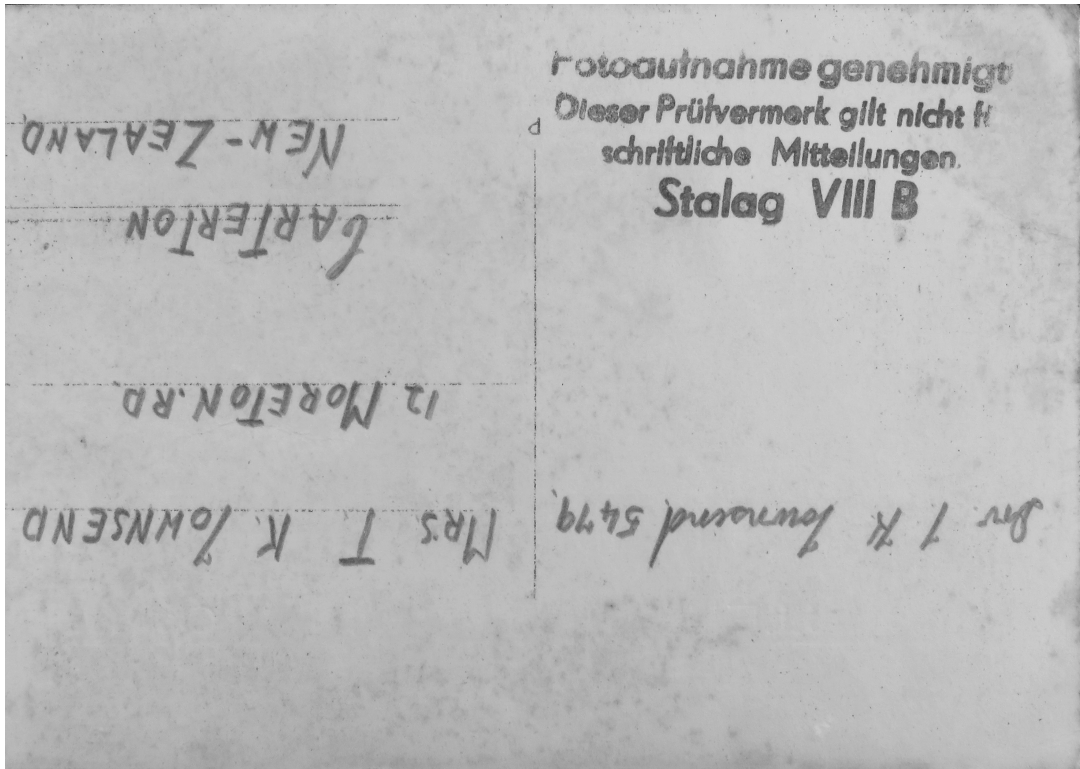 Fotoaufnahme genehmigt
Dieser Prüfvermerk gilt nicht
schriftliche Mitteilungen.
Stalag VIII B
Dvr T K Townsend 5479.
MRS T. K. TOWNSEND
12 MORETON.RD.
CARTERTON
NEW-ZEALAND